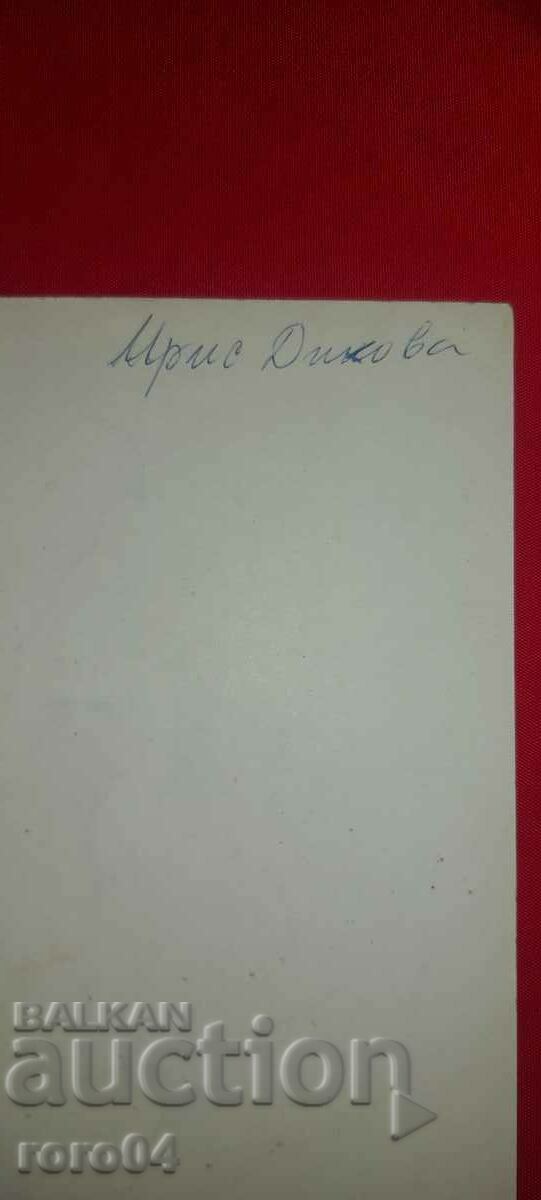 Ирис Дикова
BALKAN
auction
roro04